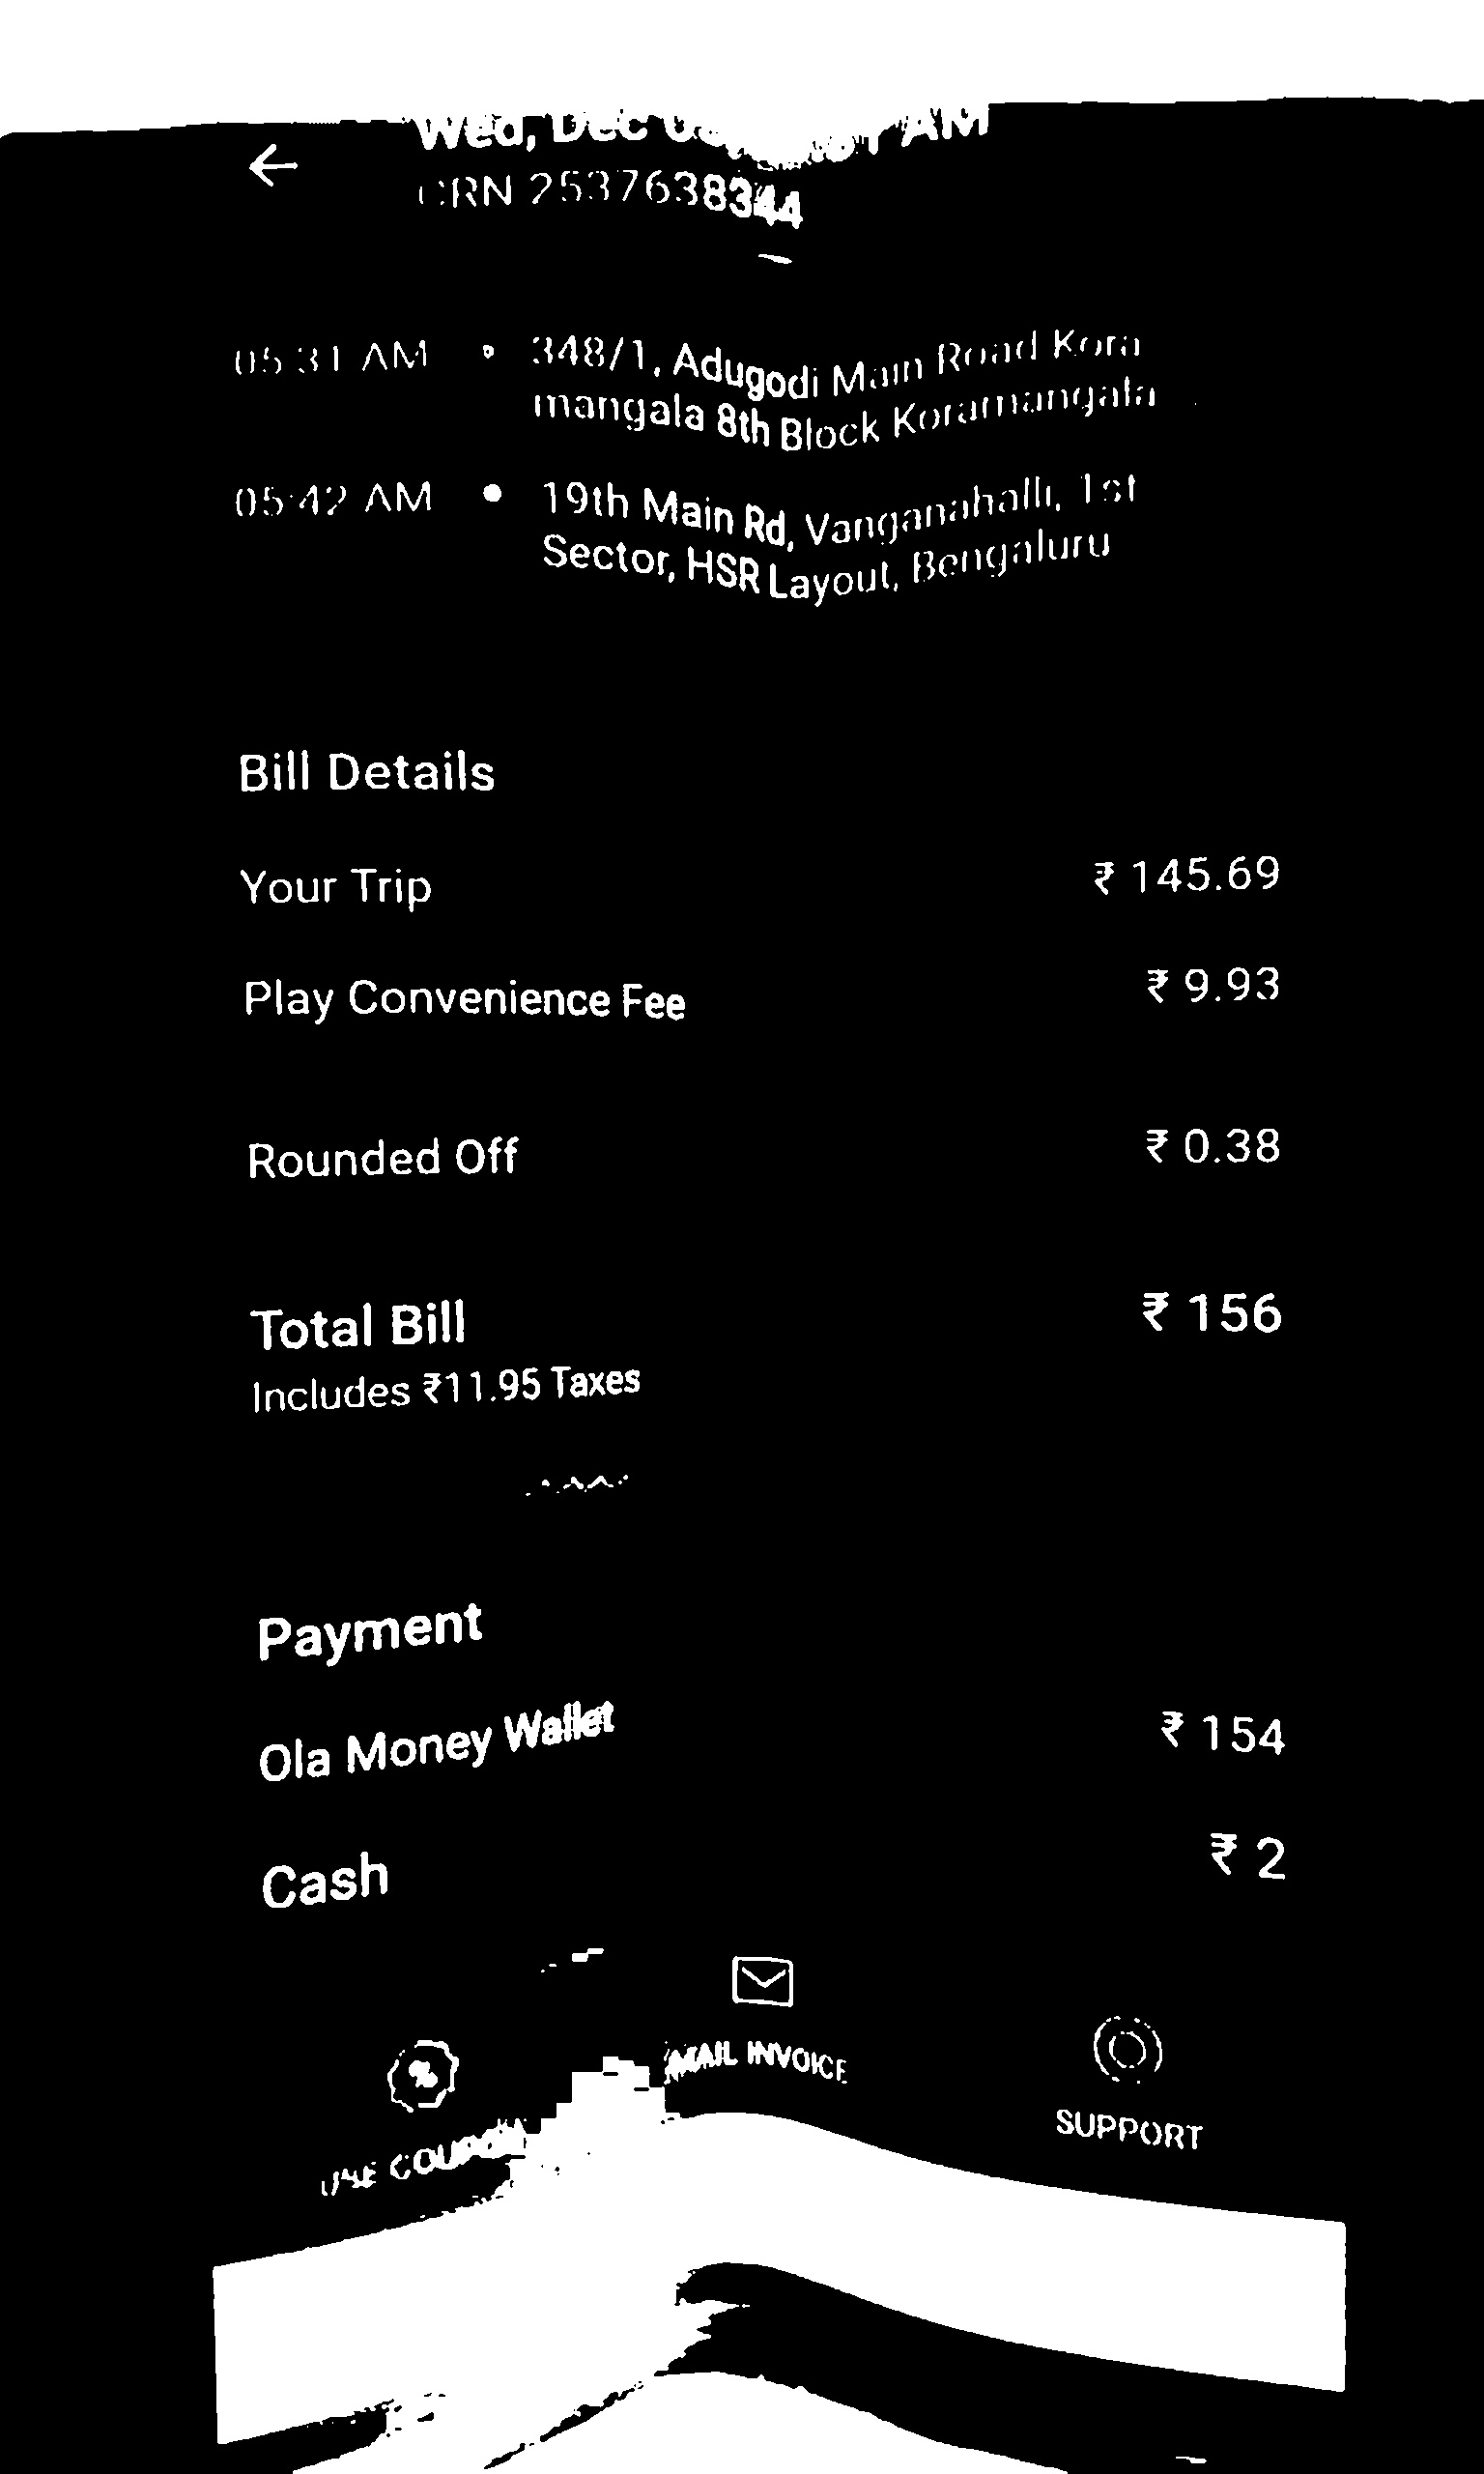 ←
Wed, Dec AM
CRN 2537638344
05:31 AM • 348/1, Adugodi Main Road Kora
mangala 8th Block Koramangala
05:42 AM • 19th Main Rd, Vanganahalli, 1st
Sector, HSR Layout, Bengaluru
Bill Details
Your Trip ₹ 145.69
Play Convenience Fee ₹ 9.93
Rounded Off ₹ 0.38
Total Bill ₹ 156
Includes ₹11.95 Taxes
Payment
Ola Money Wallet ₹ 154
Cash ₹ 2
MAIL INVOICE
USE COUPON
SUPPORT